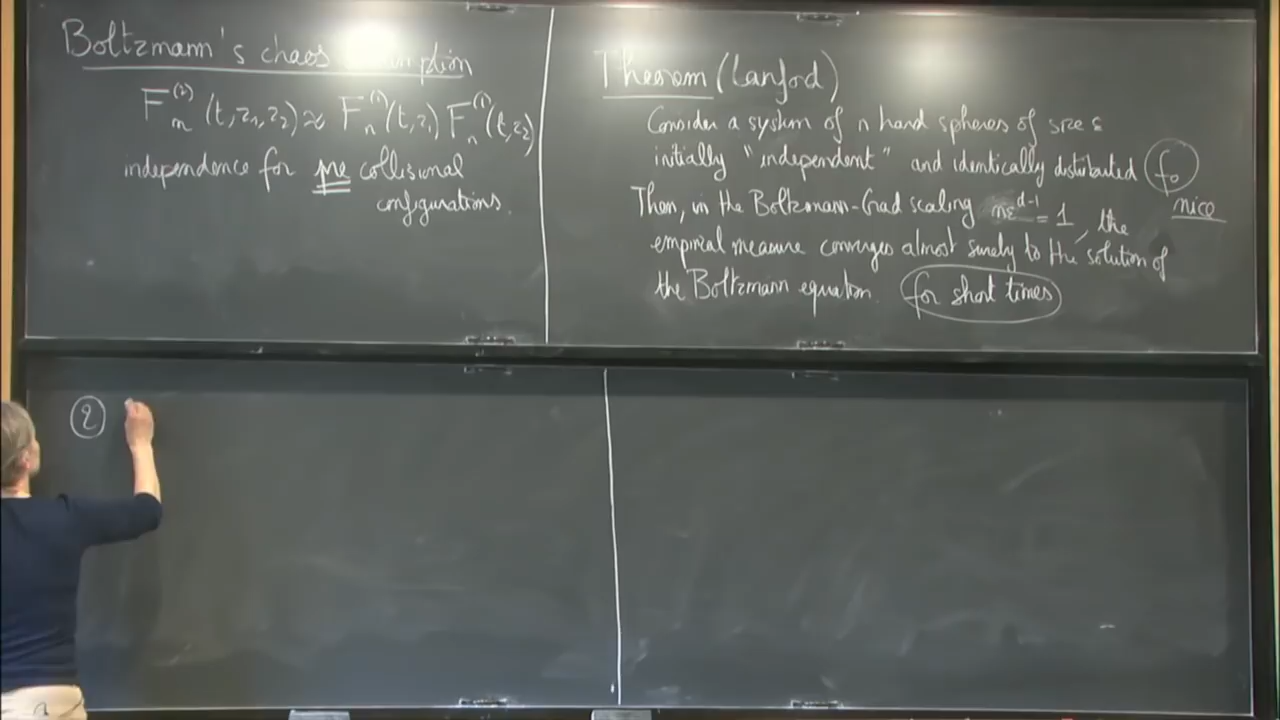 Boltzmann's chaos
F_n^{(2)}(t, z_1, z_2) ≈ F_n^{(1)}(t, z_1) F_n^{(1)}(t, z_2)
independence for pre collisional
configurations.
Theorem (Lanford)
Consider a system of n hard spheres of size ε
initially "independent" and identically distributed f_0
nice
Then, in the Boltzmann-Grad scaling nε^{d-1} = 1, the
empirical measure converges almost surely to the solution of
the Boltzmann equation. for short times
②